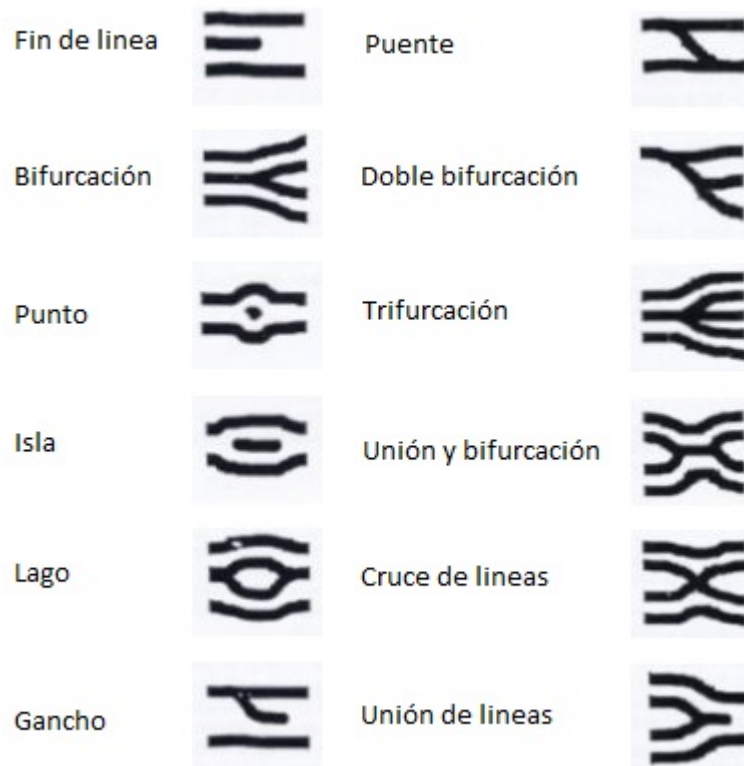 Fin de linea
Puente
Bifurcación
Doble bifurcación
Punto
Trifurcación
Isla
Unión y bifurcación
Lago
Cruce de lineas
Gancho
Unión de lineas